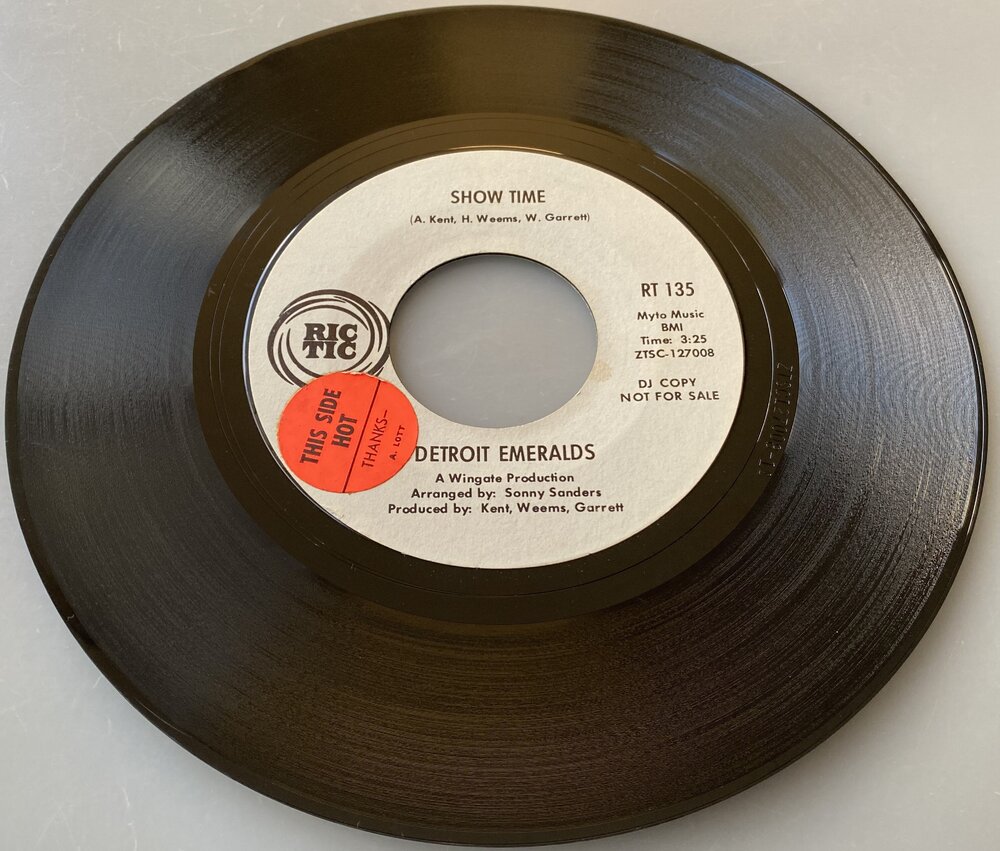 SHOW TIME
(A. Kent, H. Weems, W. Garrett)
RIC
TIC
RT 135
Myto Music
BMI
Time: 3:25
ZTSC-127008
DJ COPY
NOT FOR SALE
THIS SIDE
HOT
THANKS—
A. LOTT
DETROIT EMERALDS
A Wingate Production
Arranged by: Sonny Sanders
Produced by: Kent, Weems, Garrett